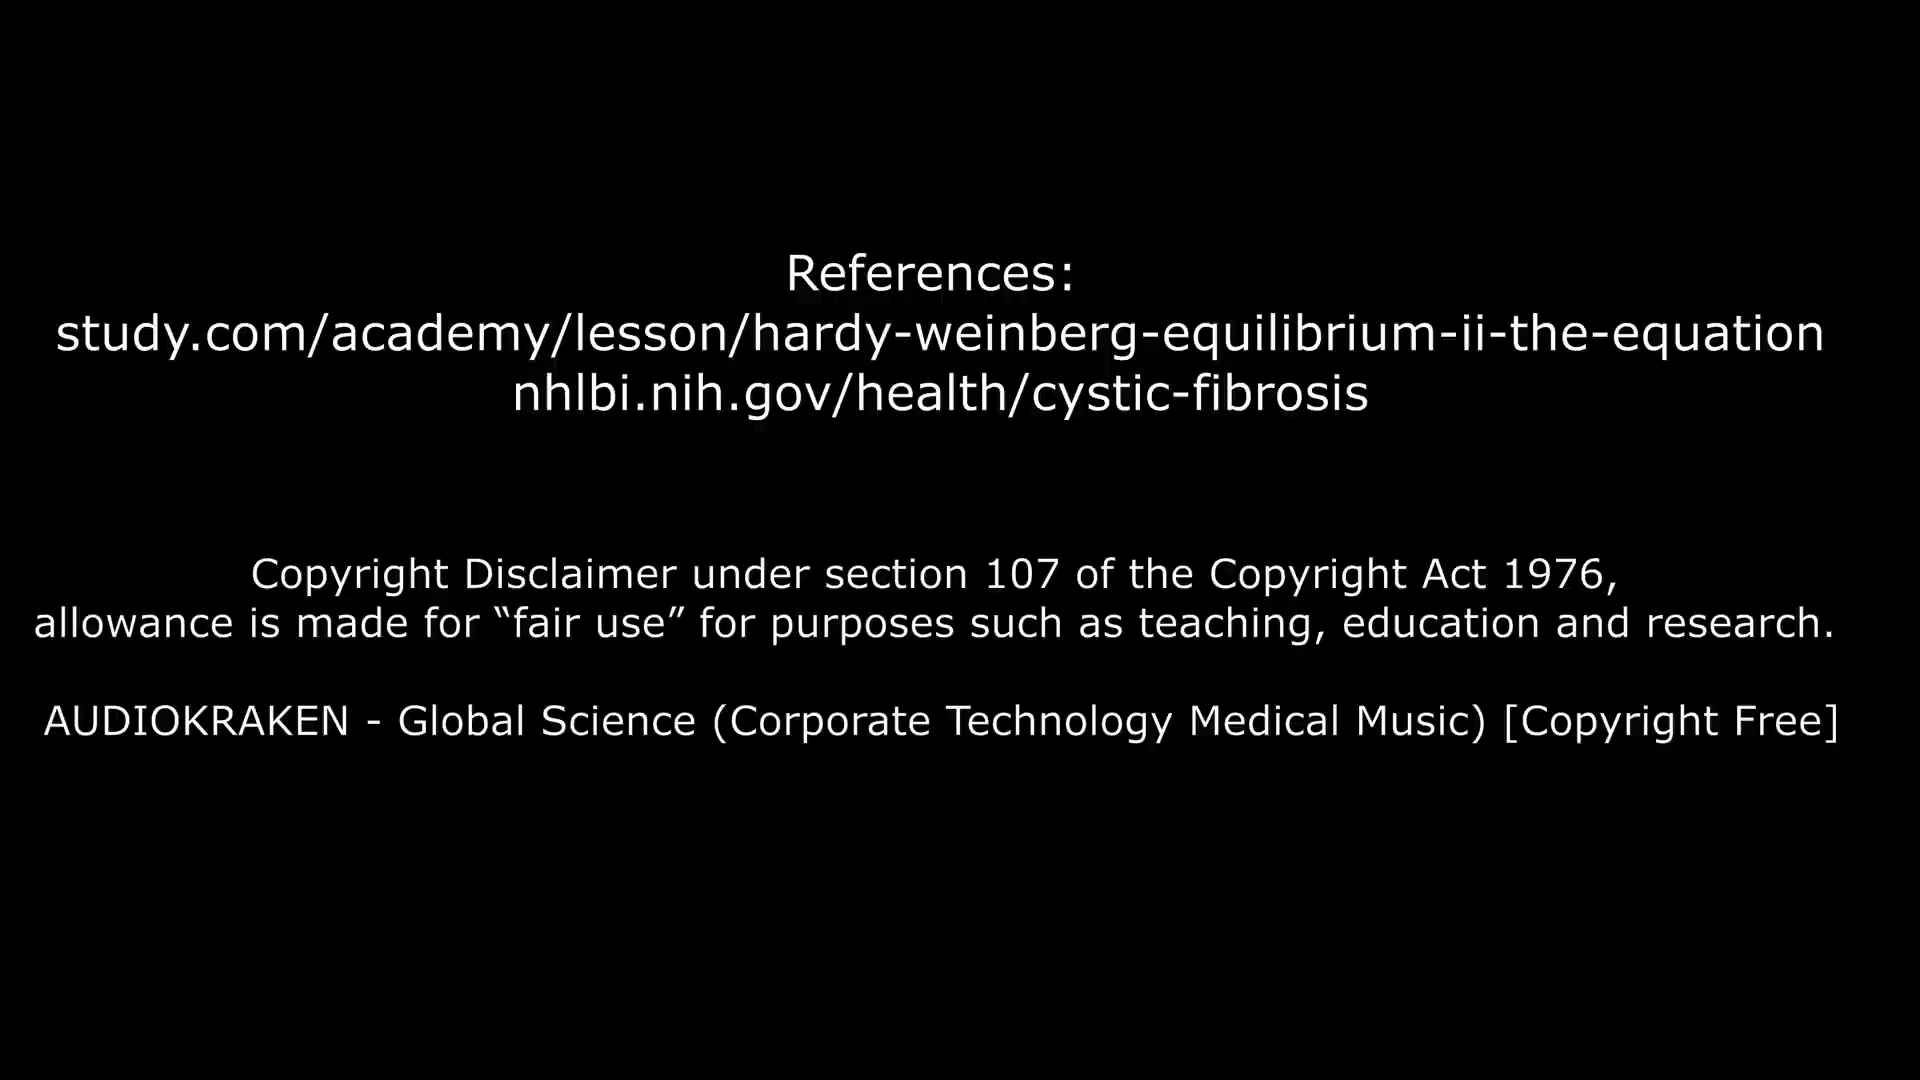 References:
study.com/academy/lesson/hardy-weinberg-equilibrium-ii-the-equation
nhlbi.nih.gov/health/cystic-fibrosis
Copyright Disclaimer under section 107 of the Copyright Act 1976,
allowance is made for “fair use” for purposes such as teaching, education and research.
AUDIOKRAKEN - Global Science (Corporate Technology Medical Music) [Copyright Free]